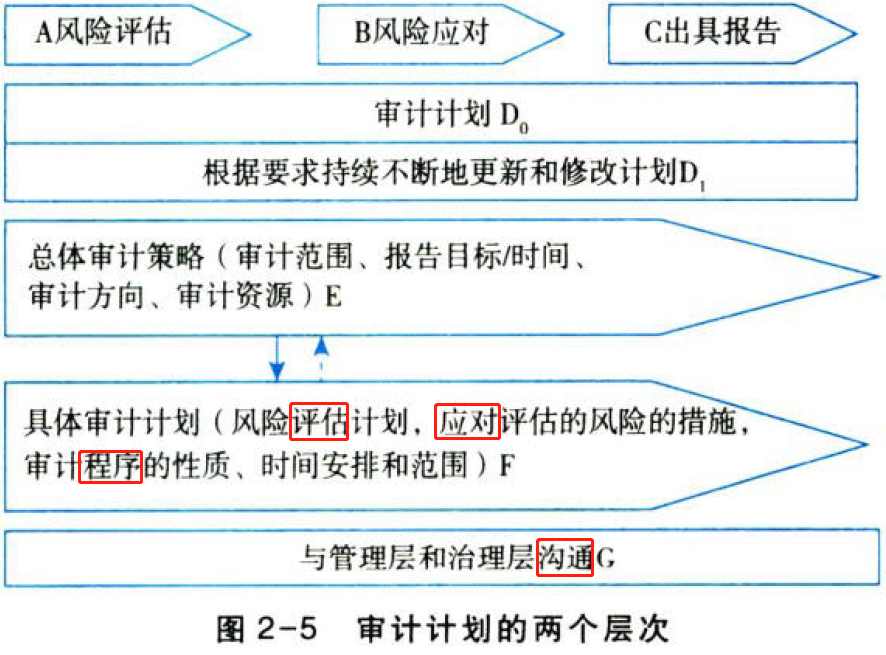 A风险评估
B风险应对
C出具报告
审计计划 D₀
根据要求持续不断地更新和修改计划D₁
总体审计策略（审计范围、报告目标/时间、
审计方向、审计资源）E
具体审计计划（风险评估计划，应对评估的风险的措施，
审计程序的性质、时间安排和范围）F
与管理层和治理层沟通G
图 2-5 审计计划的两个层次